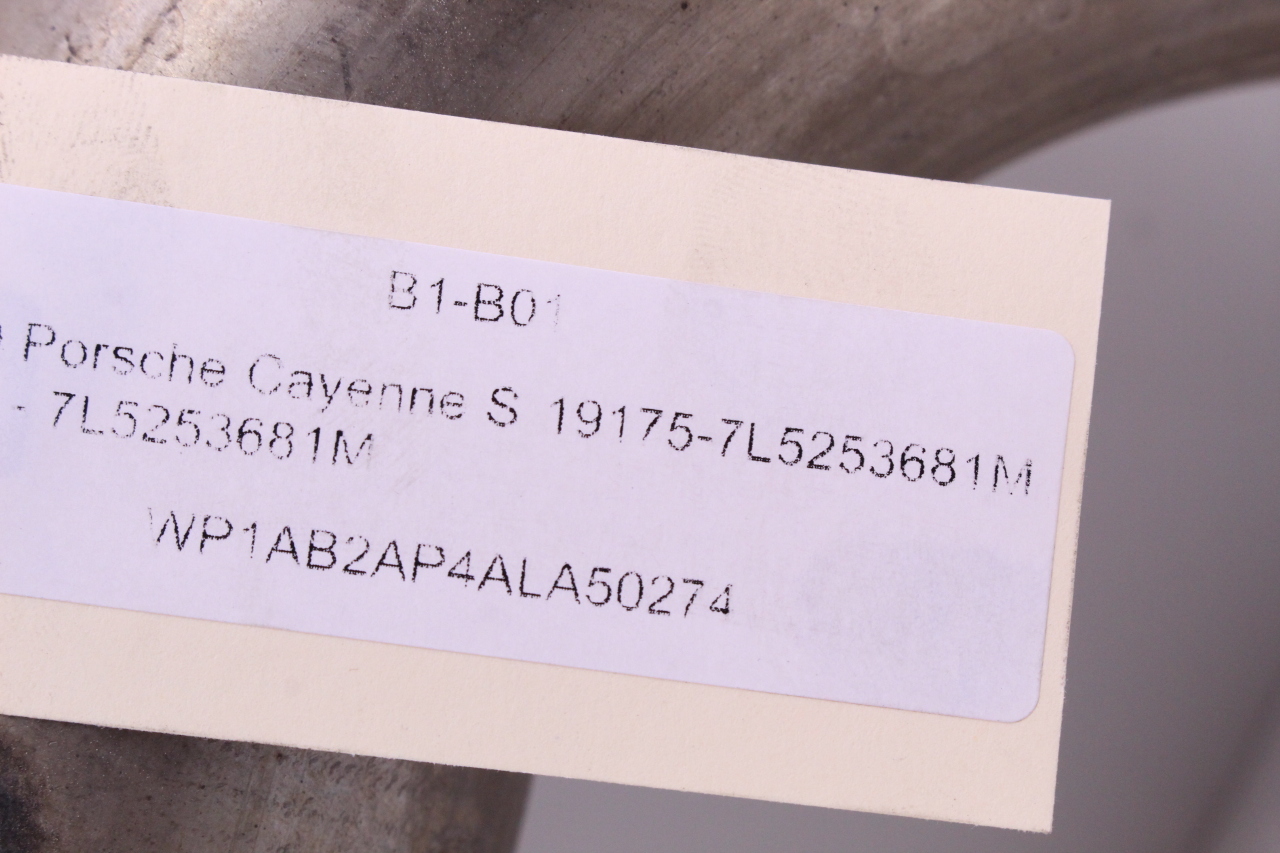 B1-B01
Porsche Cayenne S 19175-7L5253681M
- 7L5253681M
WP1AB2AP4ALA50274